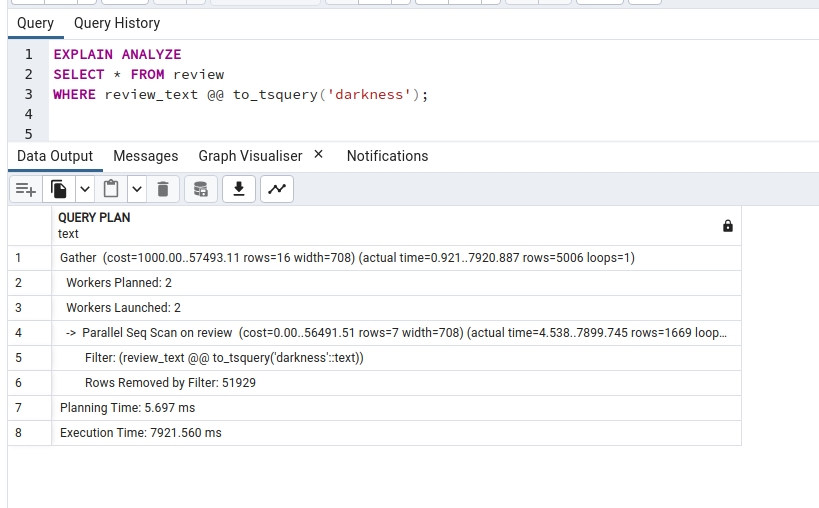 Query Query History
1 EXPLAIN ANALYZE
2 SELECT * FROM review
3 WHERE review_text @@ to_tsquery('darkness');
4
5
Data Output Messages Graph Visualiser × Notifications
QUERY PLAN
text
1 Gather (cost=1000.00..57493.11 rows=16 width=708) (actual time=0.921..7920.887 rows=5006 loops=1)
2 Workers Planned: 2
3 Workers Launched: 2
4 -> Parallel Seq Scan on review (cost=0.00..56491.51 rows=7 width=708) (actual time=4.538..7899.745 rows=1669 loop...
5 Filter: (review_text @@ to_tsquery('darkness'::text))
6 Rows Removed by Filter: 51929
7 Planning Time: 5.697 ms
8 Execution Time: 7921.560 ms